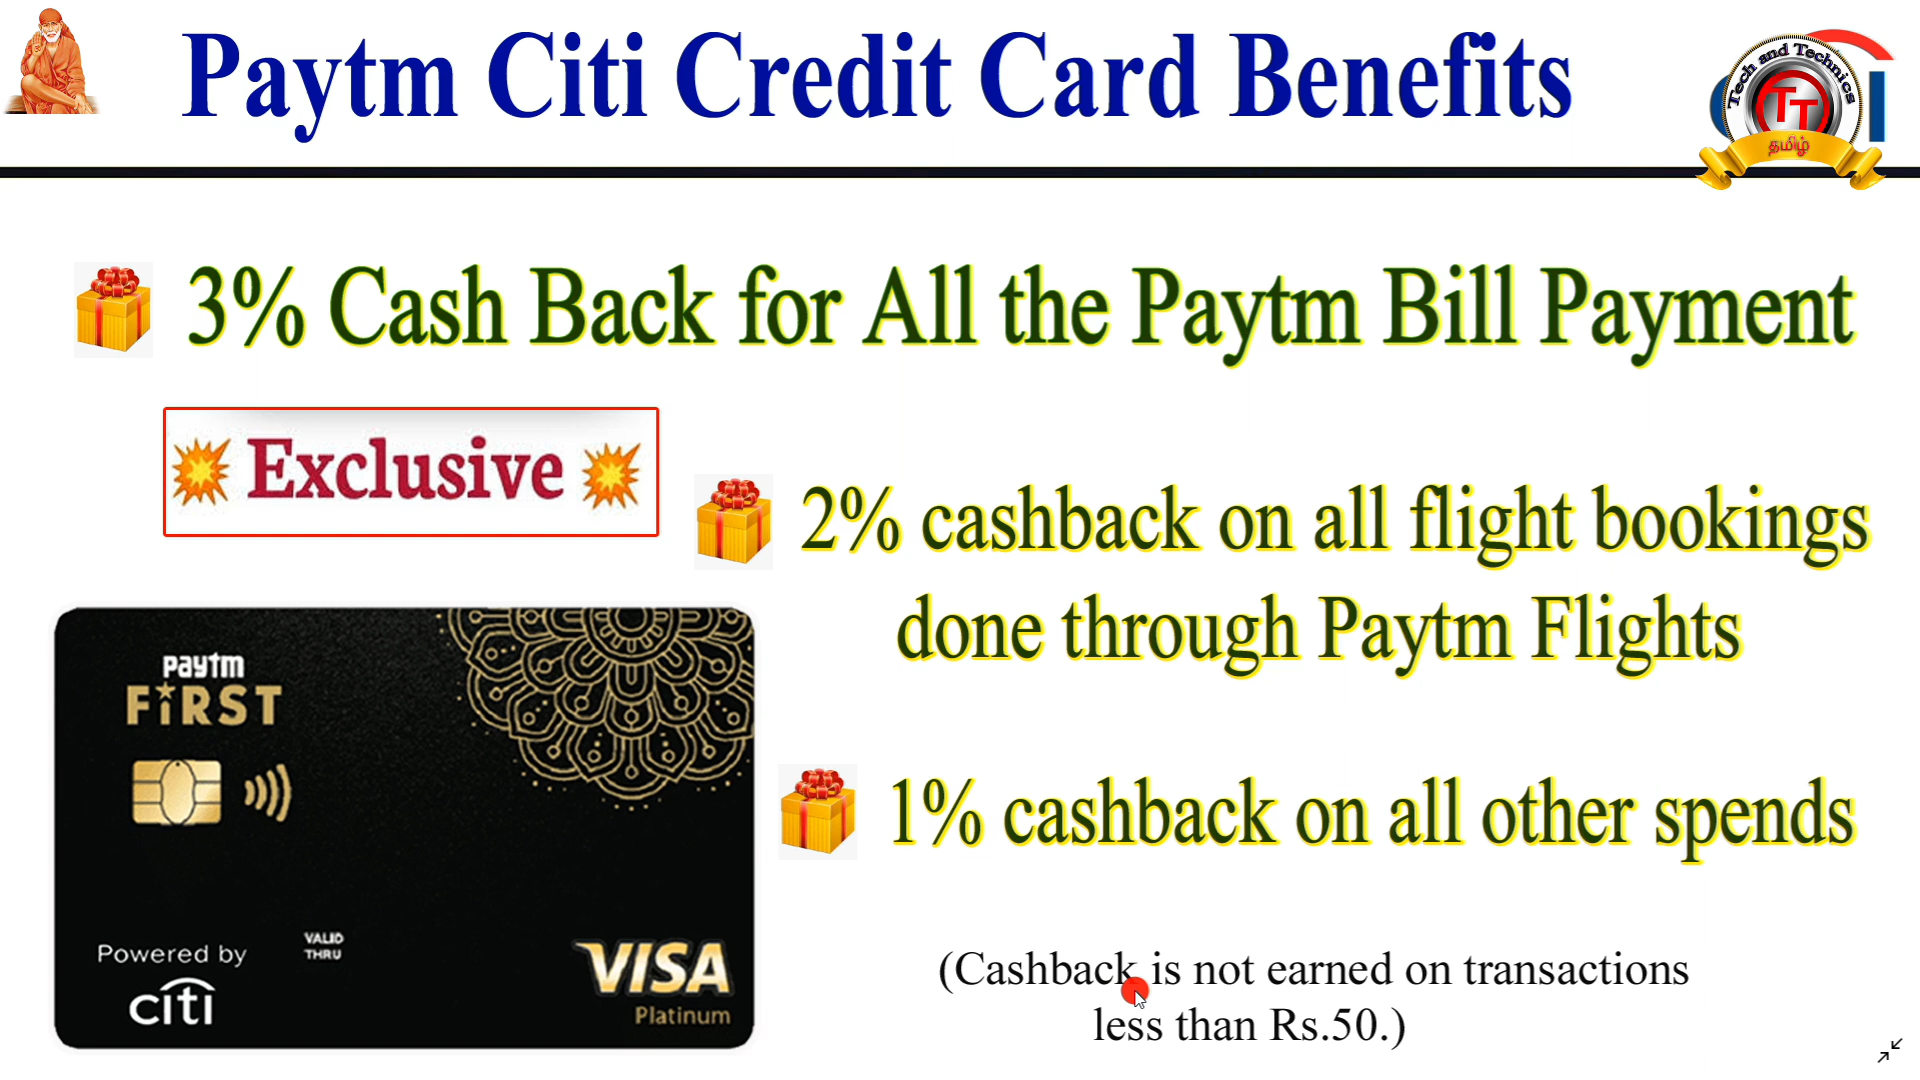 Paytm Citi Credit Card Benefits
Tech and Technics
TT
தமிழ்
3% Cash Back for All the Paytm Bill Payment
Exclusive
2% cashback on all flight bookings
done through Paytm Flights
paytm
FIRST
1% cashback on all other spends
Powered by
citi
VALID
THRU
VISA
Platinum
(Cashback is not earned on transactions
less than Rs.50.)